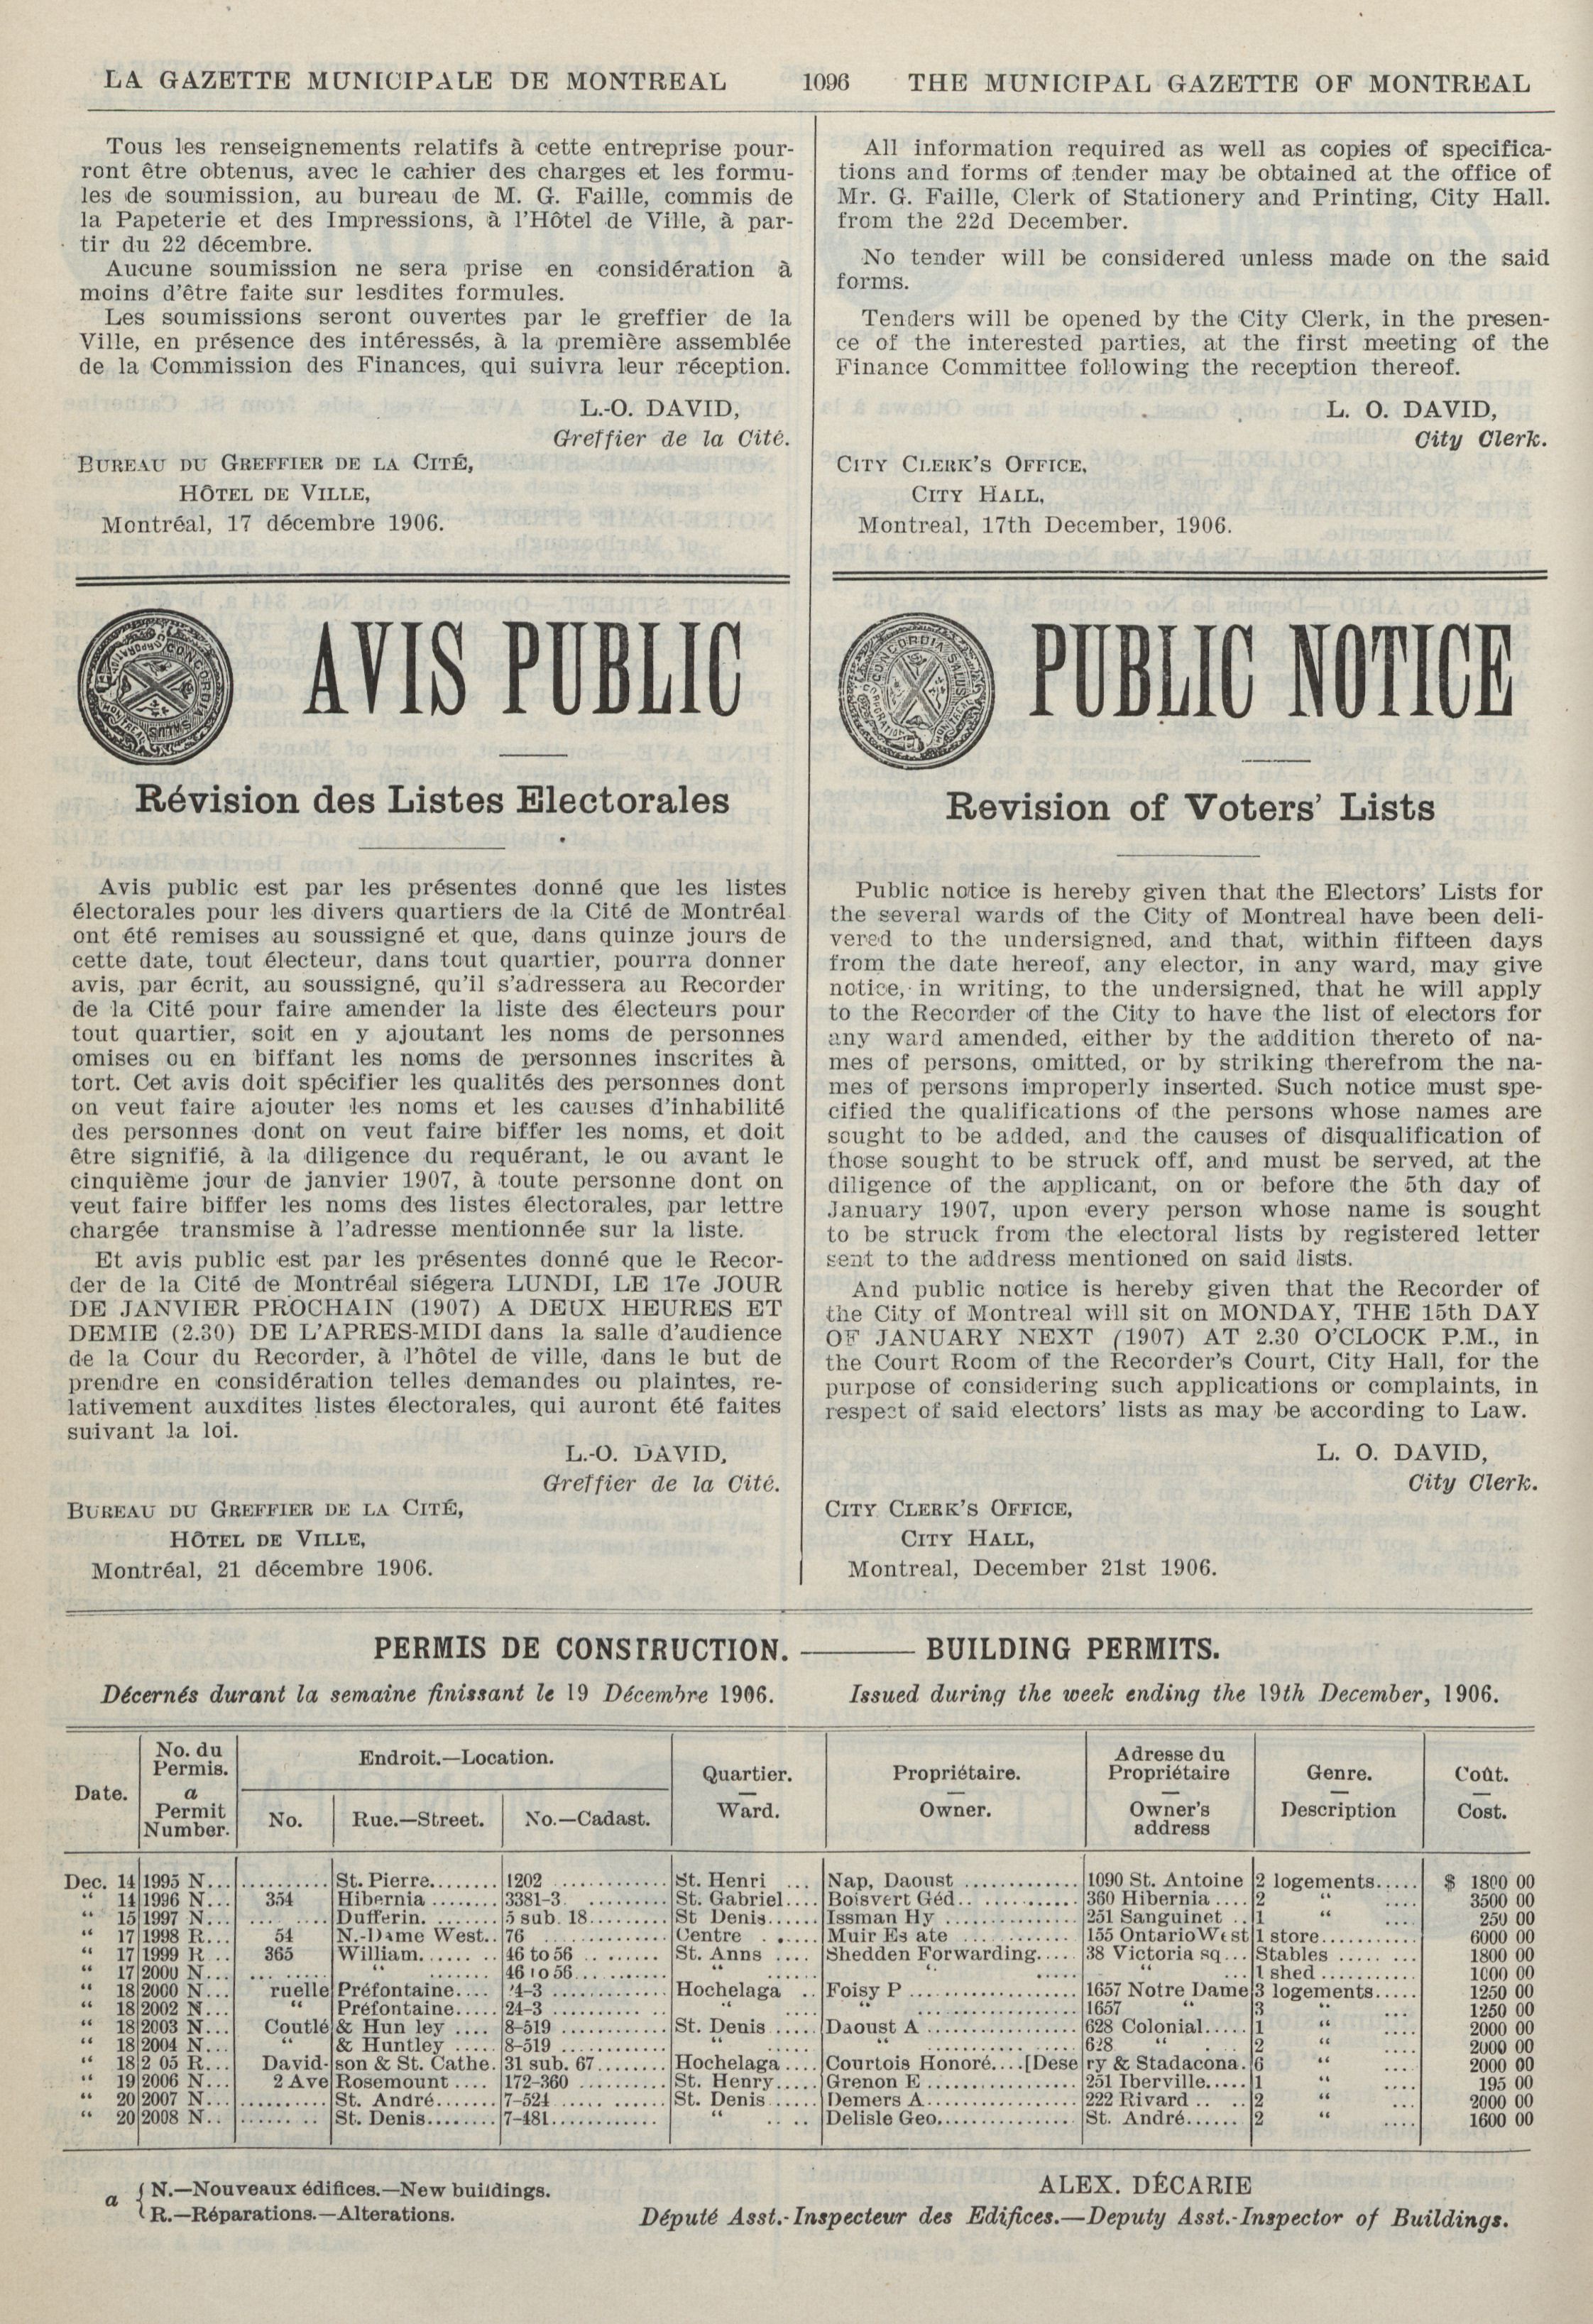 LA GAZETTE MUNICIPALE DE MONTREAL 1096 THE MUNICIPAL GAZETTE OF MONTREAL
Tous les renseignements relatifs à cette entreprise pour-
ront être obtenus, avec le cahier des charges et les formu-
les de soumission, au bureau de M. G. Faille, commis de
la Papeterie et des Impressions, à l'Hôtel de Ville, à par-
tir du 22 décembre.
Aucune soumission ne sera prise en considération à
moins d'être faite sur lesdites formules.
Les soumissions seront ouvertes par le greffier de la
Ville, en présence des intéressés, à la première assemblée
de la Commission des Finances, qui suivra leur réception.
L.-O. DAVID,
Greffier de la Cité.
BUREAU DU GREFFIER DE LA CITÉ,
HÔTEL DE VILLE,
Montréal, 17 décembre 1906.
AVIS PUBLIC
Révision des Listes Electorales
Avis public est par les présentes donné que les listes
électorales pour les divers quartiers de la Cité de Montréal
ont été remises au soussigné et que, dans quinze jours de
cette date, tout électeur, dans tout quartier, pourra donner
avis, par écrit, au soussigné, qu'il s'adressera au Recorder
de la Cité pour faire amender la liste des électeurs pour
tout quartier, soit en y ajoutant les noms de personnes
omises ou en biffant les noms de personnes inscrites à
tort. Cet avis doit spécifier les qualités des personnes dont
on veut faire ajouter les noms et les causes d'inhabilité
des personnes dont on veut faire biffer les noms, et doit
être signifié, à la diligence du requérant, le ou avant le
cinquième jour de janvier 1907, à toute personne dont on
veut faire biffer les noms des listes électorales, par lettre
chargée transmise à l'adresse mentionnée sur la liste.
Et avis public est par les présentes donné que le Recor-
der de la Cité de Montréal siégera LUNDI, LE 17e JOUR
DE JANVIER PROCHAIN (1907) A DEUX HEURES ET
DEMIE (2.30) DE L'APRES-MIDI dans la salle d'audience
de la Cour du Recorder, à l'hôtel de ville, dans le but de
prendre en considération telles demandes ou plaintes, re-
lativement auxdites listes électorales, qui auront été faites
suivant la loi.
L.-O. DAVID,
Greffier de la Cité.
BUREAU DU GREFFIER DE LA CITÉ,
HÔTEL DE VILLE,
Montréal, 21 décembre 1906.
All information required as well as copies of specifica-
tions and forms of tender may be obtained at the office of
Mr. G. Faille, Clerk of Stationery and Printing, City Hall.
from the 22d December.
No tender will be considered unless made on the said
forms.
Tenders will be opened by the City Clerk, in the presen-
ce of the interested parties, at the first meeting of the
Finance Committee following the reception thereof.
L. O. DAVID,
City Clerk.
CITY CLERK'S OFFICE,
CITY HALL,
Montreal, 17th December, 1906.
PUBLIC NOTICE
Revision of Voters' Lists
Public notice is hereby given that the Electors' Lists for
the several wards of the City of Montreal have been deli-
vered to the undersigned, and that, within fifteen days
from the date hereof, any elector, in any ward, may give
notice, in writing, to the undersigned, that he will apply
to the Recorder of the City to have the list of electors for
any ward amended, either by the addition thereto of na-
mes of persons, omitted, or by striking therefrom the na-
mes of persons improperly inserted. Such notice must spe-
cified the qualifications of the persons whose names are
sought to be added, and the causes of disqualification of
those sought to be struck off, and must be served, at the
diligence of the applicant, on or before the 5th day of
January 1907, upon every person whose name is sought
to be struck from the electoral lists by registered letter
sent to the address mentioned on said lists.
And public notice is hereby given that the Recorder of
the City of Montreal will sit on MONDAY, THE 15th DAY
OF JANUARY NEXT (1907) AT 2.30 O'CLOCK P.M., in
the Court Room of the Recorder's Court, City Hall, for the
purpose of considering such applications or complaints, in
respect of said electors' lists as may be according to Law.
L. O. DAVID,
City Clerk.
CITY CLERK'S OFFICE,
CITY HALL,
Montreal, December 21st 1906.
PERMIS DE CONSTRUCTION. — BUILDING PERMITS.
Décernés durant la semaine finissant le 19 Décembre 1906. Issued during the week ending the 19th December, 1906.
Date. No. du Permis. a Permit Number. Endroit.—Location. No. Rue.—Street. No.—Cadast. Quartier. — Ward. Propriétaire. — Owner. Adresse du Propriétaire — Owner's address Genre. — Description Coût. — Cost.
Dec. 14 1995 N... .......... St. Pierre........ 1202 ............ St. Henri ... Nap, Daoust ............. 1090 St. Antoine 2 logements..... $ 1800 00
“ 14 1996 N... 354 Hibernia ........ 3381-3. .......... St. Gabriel.... Boisvert Géd.. ........... 360 Hibernia .... 2 “ .... 3500 00
“ 15 1997 N... .......... Dufferin. ....... 5 sub. 18......... St Denis...... Issman Hy ............... 251 Sanguinet .. 1 “ .... 250 00
“ 17 1998 R... 54 N.-Dame West.. 76 ............. Centre ...... Muir Es ate ............ 155 Ontario West 1 store........... 6000 00
“ 17 1999 R .. 365 William....... .. 46 to 56 .. ....... St. Anns .... Shedden Forwarding.... 38 Victoria sq... Stables ........ 1800 00
“ 17 2000 N... ........ “ ....... 46 to 56........... “ ...... “ ..... “ ... 1 shed ........... 1000 00
“ 18 2000 N... ruelle Préfontaine.... '4-3 ............ Hochelaga .. Foisy P ................. 1657 Notre Dame 3 logements..... 1250 00
“ 18 2002 N... “ Préfontaine..... 24-3 .......... .. “ .... “ ................ 1657 “ 3 “ ... 1250 00
“ 18 2003 N... Coutlé & Hun ley .... 8-519 ............ St. Denis ..... Daoust A ............... 628 Colonial..... 1 “ .... 2000 00
“ 18 2004 N... “ & Huntley ..... 8-519 ............ “ ..... “ ............... 628 “ 2 “ .... 2000 00
“ 18 2 05 R... David- son & St. Cathe. 31 sub. 67........ Hochelaga .... Courtois Honoré....[Dese ry & Stadacona. 6 “ .... 2000 00
“ 19 2006 N... 2 Ave Rosemount .... 172-360 .......... St. Henry..... Grenon E ................ 251 Iberville..... 1 “ .... 195 00
“ 20 2007 N... .......... St. André....... 7-524 ..... ...... St. Denis...... Demers A................ 222 Rivard .. .. 2 “ ... 2000 00
“ 20 2008 N.. ...... .. St. Denis........ 7-481............ “ .. .. Delisle Geo............... St. André...... 2 “ .... 1600 00
a { N.—Nouveaux édifices.—New buildings.
R.—Réparations.—Alterations.
ALEX. DÉCARIE
Député Asst.-Inspecteur des Edifices.—Deputy Asst.-Inspector of Buildings.